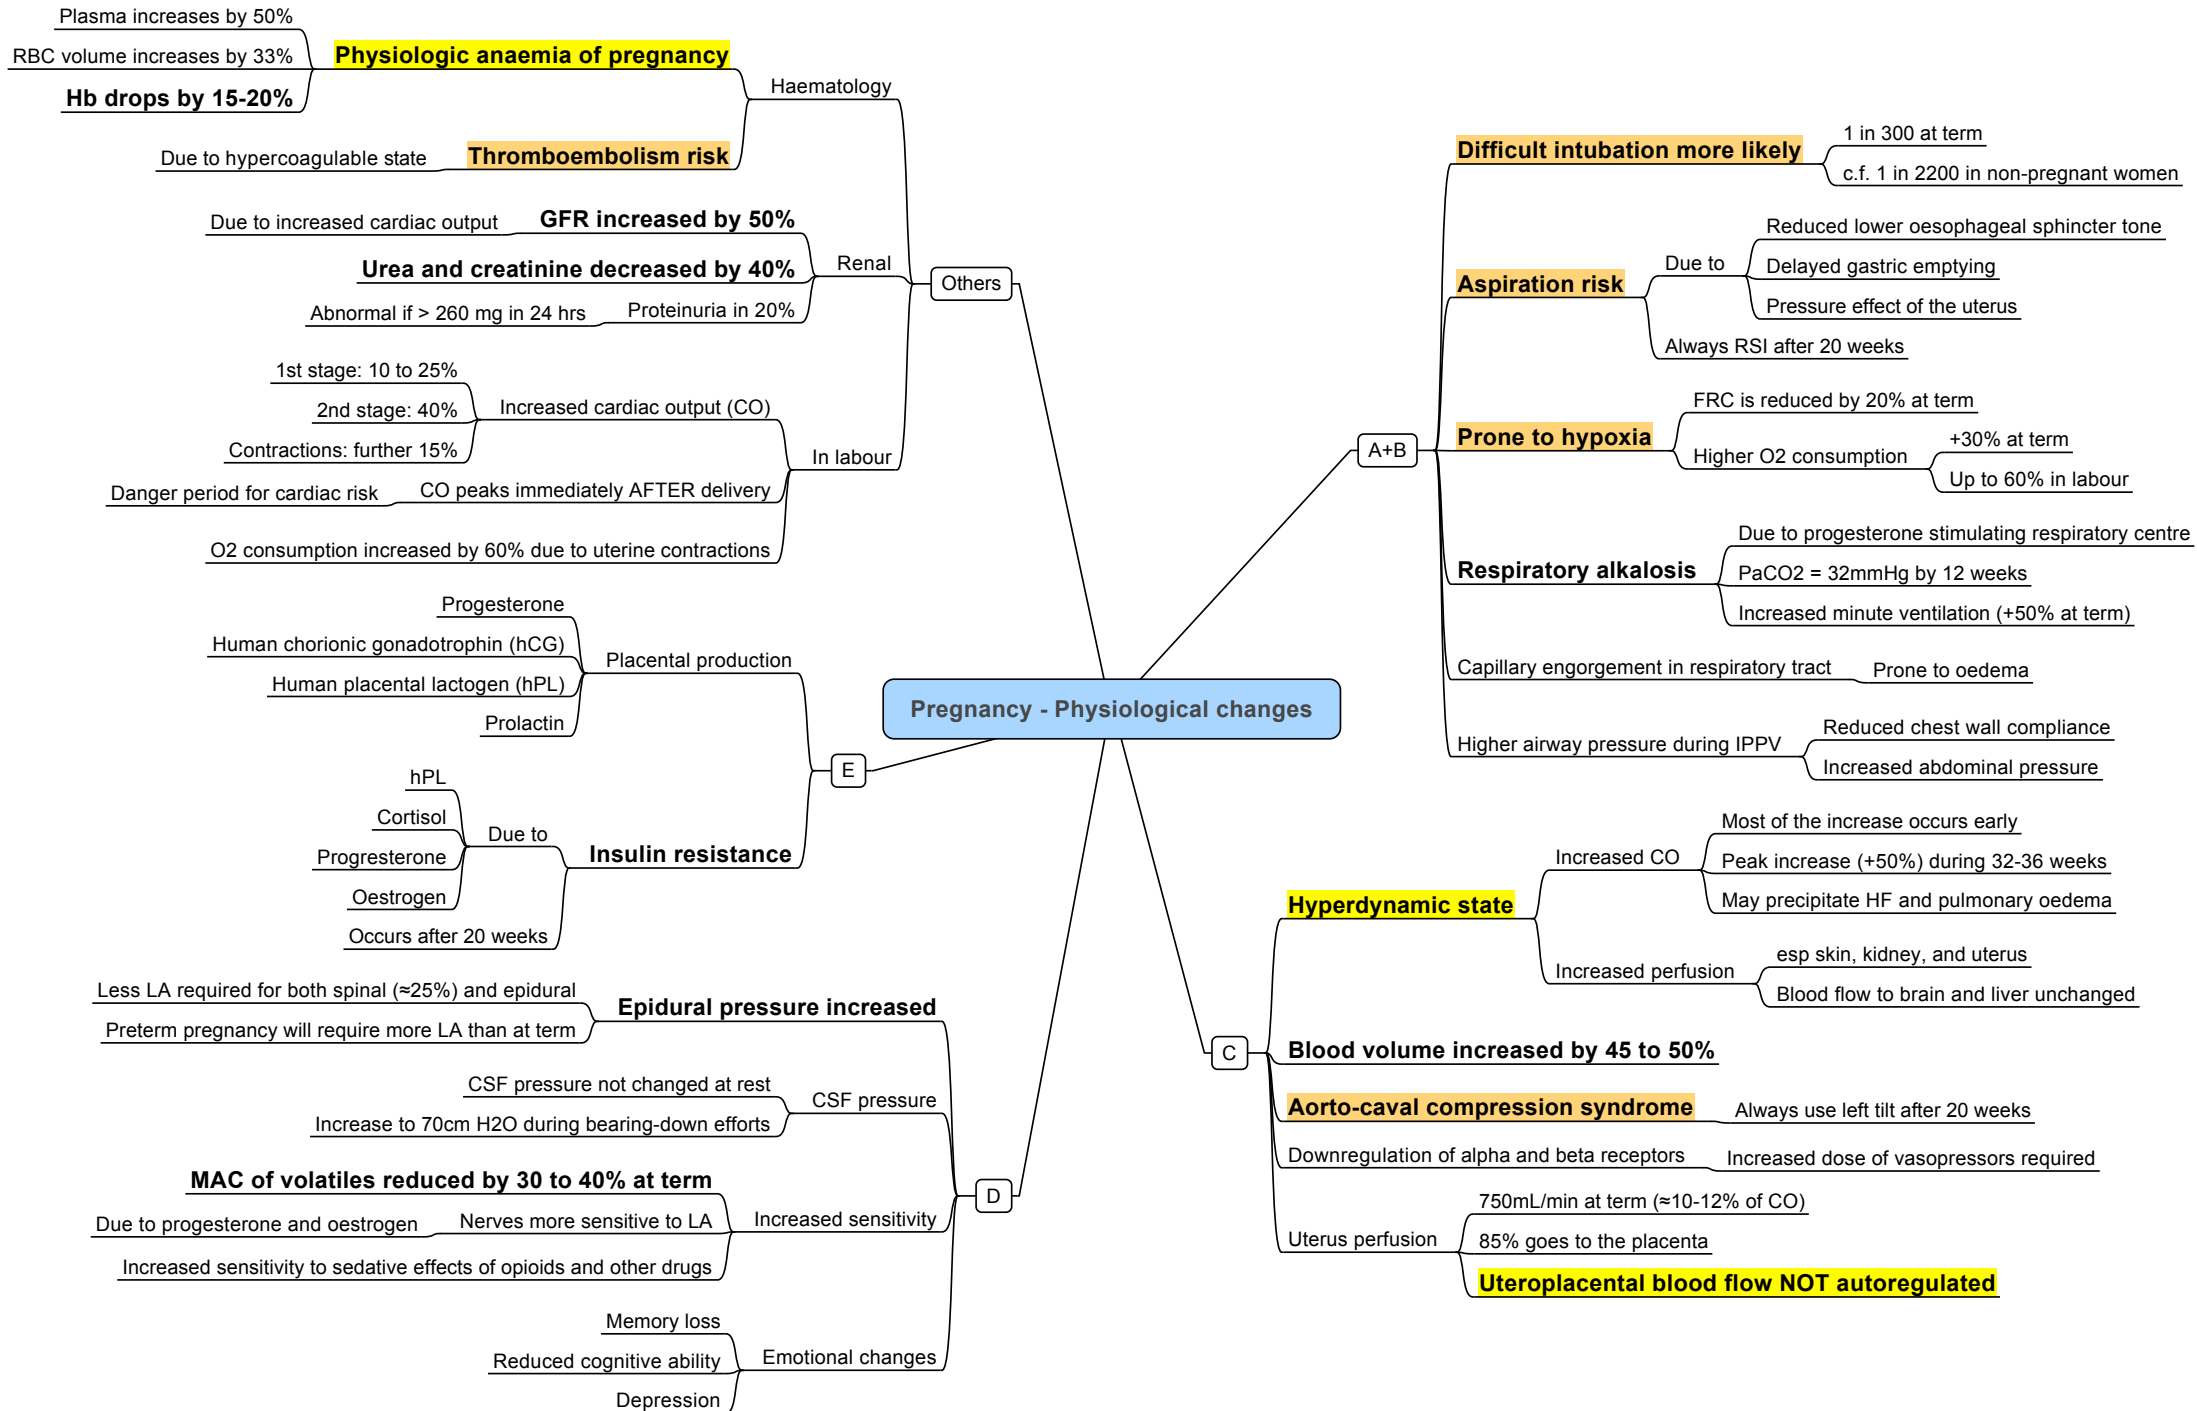 Pregnancy - Physiological changes
A+B
Difficult intubation more likely
1 in 300 at term
c.f. 1 in 2200 in non-pregnant women
Aspiration risk
Due to
Reduced lower oesophageal sphincter tone
Delayed gastric emptying
Pressure effect of the uterus
Always RSI after 20 weeks
Prone to hypoxia
FRC is reduced by 20% at term
Higher O2 consumption
+30% at term
Up to 60% in labour
Respiratory alkalosis
Due to progesterone stimulating respiratory centre
PaCO2 = 32mmHg by 12 weeks
Increased minute ventilation (+50% at term)
Capillary engorgement in respiratory tract
Prone to oedema
Higher airway pressure during IPPV
Reduced chest wall compliance
Increased abdominal pressure
C
Hyperdynamic state
Increased CO
Most of the increase occurs early
Peak increase (+50%) during 32-36 weeks
May precipitate HF and pulmonary oedema
Increased perfusion
esp skin, kidney, and uterus
Blood flow to brain and liver unchanged
Blood volume increased by 45 to 50%
Aorto-caval compression syndrome
Always use left tilt after 20 weeks
Downregulation of alpha and beta receptors
Increased dose of vasopressors required
Uterus perfusion
750mL/min at term (≈10-12% of CO)
85% goes to the placenta
Uteroplacental blood flow NOT autoregulated
D
Epidural pressure increased
Less LA required for both spinal (≈25%) and epidural
Preterm pregnancy will require more LA than at term
CSF pressure
CSF pressure not changed at rest
Increase to 70cm H2O during bearing-down efforts
Increased sensitivity
MAC of volatiles reduced by 30 to 40% at term
Nerves more sensitive to LA
Due to progesterone and oestrogen
Increased sensitivity to sedative effects of opioids and other drugs
Emotional changes
Memory loss
Reduced cognitive ability
Depression
E
Placental production
Progesterone
Human chorionic gonadotrophin (hCG)
Human placental lactogen (hPL)
Prolactin
Insulin resistance
Due to
hPL
Cortisol
Progresterone
Oestrogen
Occurs after 20 weeks
Others
Haematology
Physiologic anaemia of pregnancy
Plasma increases by 50%
RBC volume increases by 33%
Hb drops by 15-20%
Thromboembolism risk
Due to hypercoagulable state
Renal
GFR increased by 50%
Due to increased cardiac output
Urea and creatinine decreased by 40%
Proteinuria in 20%
Abnormal if > 260 mg in 24 hrs
In labour
Increased cardiac output (CO)
1st stage: 10 to 25%
2nd stage: 40%
Contractions: further 15%
CO peaks immediately AFTER delivery
Danger period for cardiac risk
O2 consumption increased by 60% due to uterine contractions